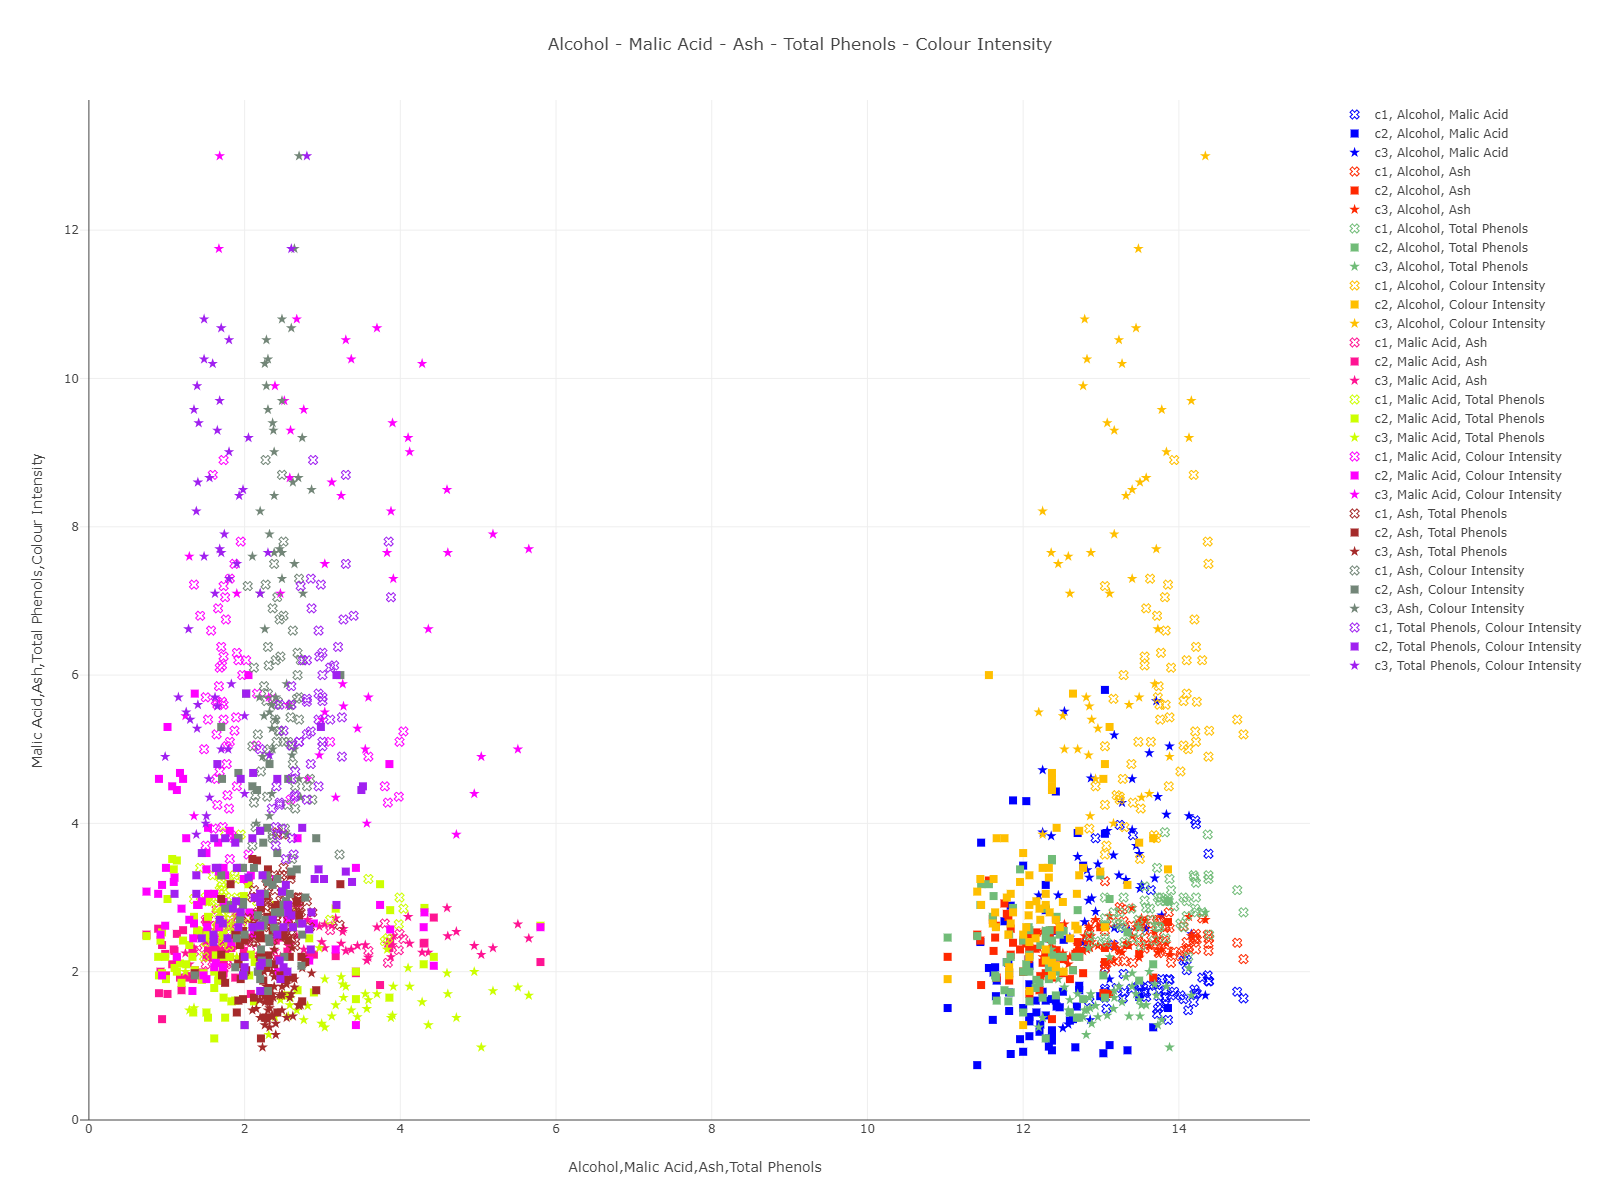 Alcohol - Malic Acid - Ash - Total Phenols - Colour Intensity
Malic Acid,Ash,Total Phenols,Colour Intensity
12
10
8
6
4
2
0
0
2
4
6
8
10
12
14
Alcohol,Malic Acid,Ash,Total Phenols
c1, Alcohol, Malic Acid
c2, Alcohol, Malic Acid
c3, Alcohol, Malic Acid
c1, Alcohol, Ash
c2, Alcohol, Ash
c3, Alcohol, Ash
c1, Alcohol, Total Phenols
c2, Alcohol, Total Phenols
c3, Alcohol, Total Phenols
c1, Alcohol, Colour Intensity
c2, Alcohol, Colour Intensity
c3, Alcohol, Colour Intensity
c1, Malic Acid, Ash
c2, Malic Acid, Ash
c3, Malic Acid, Ash
c1, Malic Acid, Total Phenols
c2, Malic Acid, Total Phenols
c3, Malic Acid, Total Phenols
c1, Malic Acid, Colour Intensity
c2, Malic Acid, Colour Intensity
c3, Malic Acid, Colour Intensity
c1, Ash, Total Phenols
c2, Ash, Total Phenols
c3, Ash, Total Phenols
c1, Ash, Colour Intensity
c2, Ash, Colour Intensity
c3, Ash, Colour Intensity
c1, Total Phenols, Colour Intensity
c2, Total Phenols, Colour Intensity
c3, Total Phenols, Colour Intensity